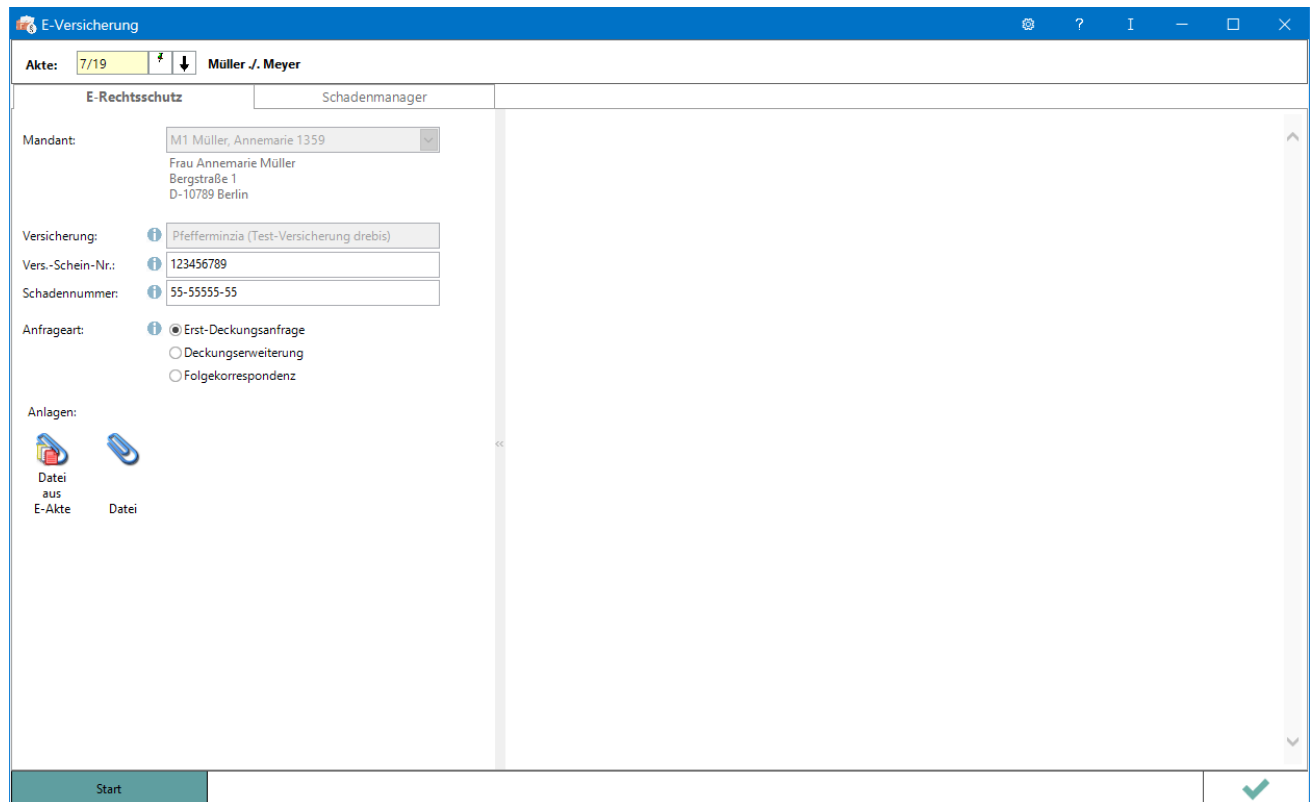 E-Versicherung
Akte: 7/19 Müller ./. Meyer
E-Rechtsschutz Schadenmanager
Mandant: M1 Müller, Annemarie 1359
Frau Annemarie Müller
Bergstraße 1
D-10789 Berlin
Versicherung: Pfefferminzia (Test-Versicherung drebis)
Vers.-Schein-Nr.: 123456789
Schadennummer: 55-55555-55
Anfrageart: Erst-Deckungsanfrage
Deckungserweiterung
Folgekorrespondenz
Anlagen:
Datei
aus
E-Akte Datei
Start